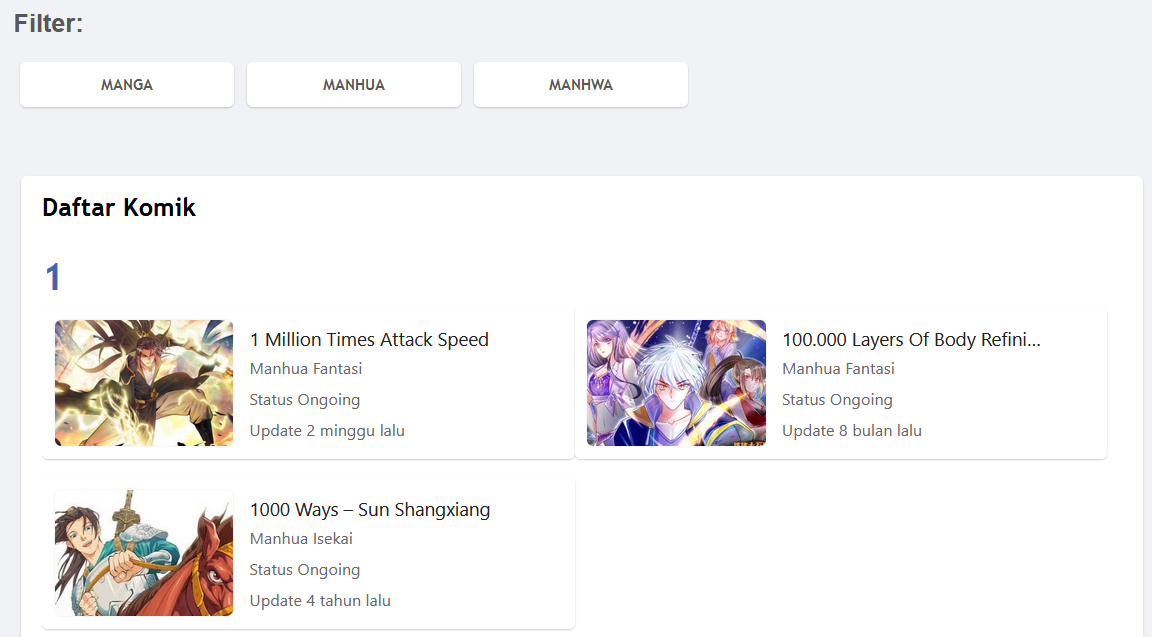 Filter:
MANGA
MANHUA
MANHWA
Daftar Komik
1
1 Million Times Attack Speed
Manhua Fantasi
Status Ongoing
Update 2 minggu lalu
100.000 Layers Of Body Refini...
Manhua Fantasi
Status Ongoing
Update 8 bulan lalu
1000 Ways – Sun Shangxiang
Manhua Isekai
Status Ongoing
Update 4 tahun lalu